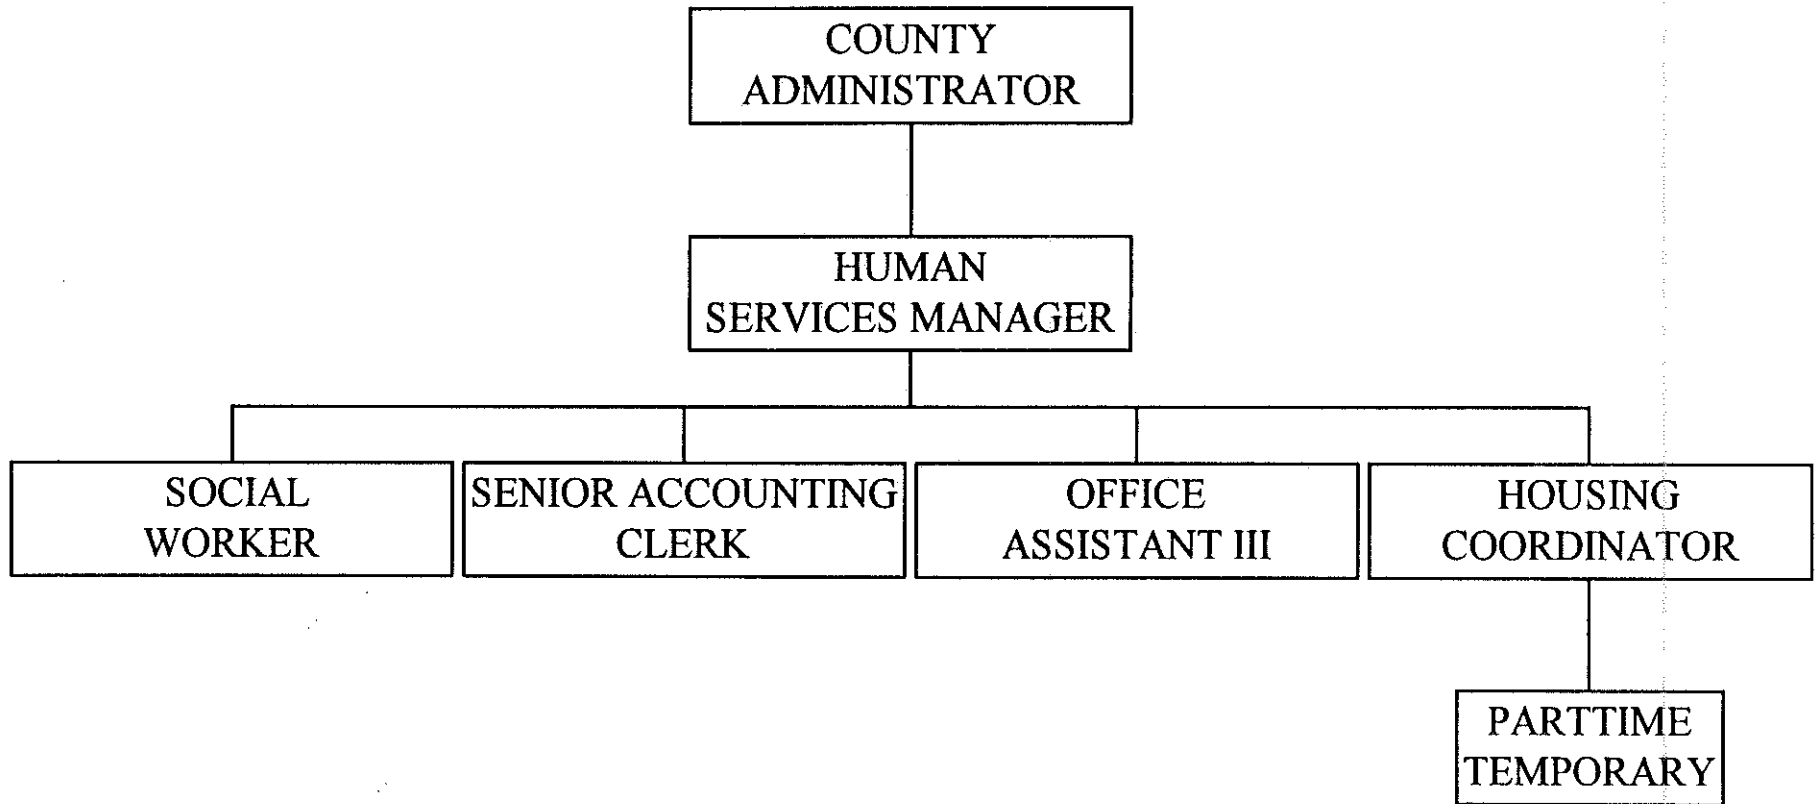 COUNTY
ADMINISTRATOR
HUMAN
SERVICES MANAGER
SOCIAL
WORKER
SENIOR ACCOUNTING
CLERK
OFFICE
ASSISTANT III
HOUSING
COORDINATOR
PARTTIME
TEMPORARY